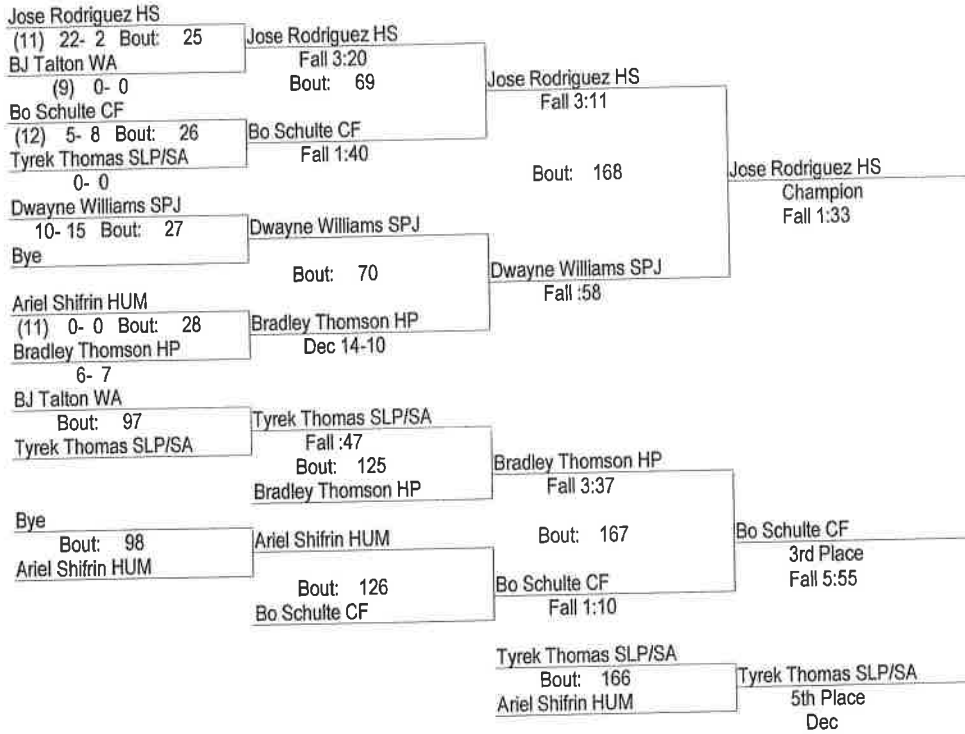 Jose Rodriguez HS
(11) 22- 2 Bout: 25
BJ Talton WA
(9) 0- 0
Bo Schulte CF
(12) 5- 8 Bout: 26
Tyrek Thomas SLP/SA
0- 0
Dwayne Williams SPJ
10- 15 Bout: 27
Bye
Ariel Shifrin HUM
(11) 0- 0 Bout: 28
Bradley Thomson HP
6- 7
BJ Talton WA
Bout: 97
Tyrek Thomas SLP/SA
Bye
Bout: 98
Ariel Shifrin HUM
Jose Rodriguez HS
Fall 3:20
Bout: 69
Bo Schulte CF
Fall 1:40
Dwayne Williams SPJ
Bout: 70
Bradley Thomson HP
Dec 14-10
Tyrek Thomas SLP/SA
Fall :47
Bout: 125
Bradley Thomson HP
Ariel Shifrin HUM
Bout: 126
Bo Schulte CF
Jose Rodriguez HS
Fall 3:11
Bout: 168
Dwayne Williams SPJ
Fall :58
Bradley Thomson HP
Fall 3:37
Bout: 167
Bo Schulte CF
Fall 1:10
Tyrek Thomas SLP/SA
Bout: 166
Ariel Shifrin HUM
Jose Rodriguez HS
Champion
Fall 1:33
Bo Schulte CF
3rd Place
Fall 5:55
Tyrek Thomas SLP/SA
5th Place
Dec